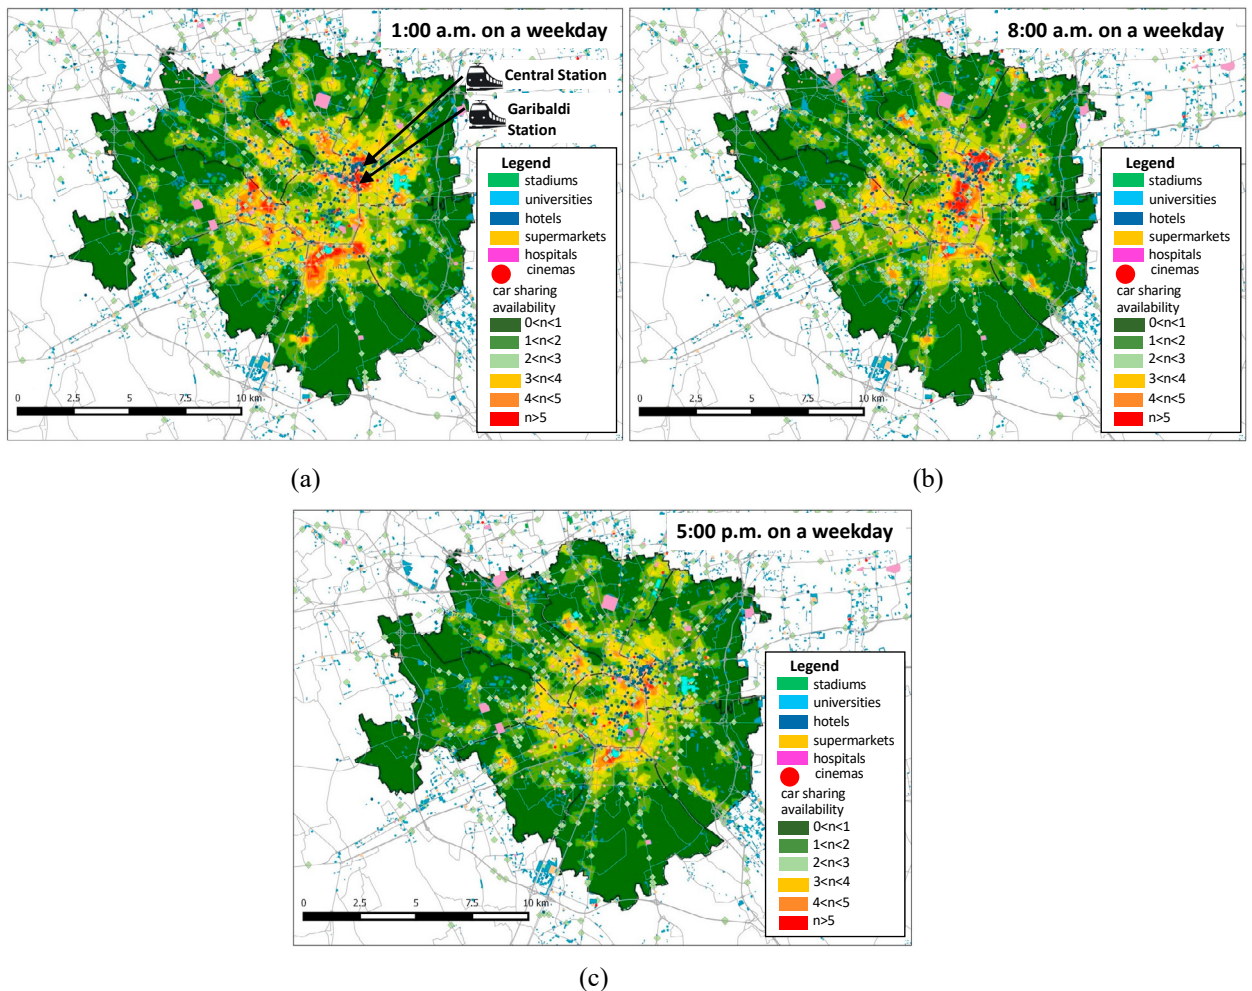 1:00 a.m. on a weekday
Central Station
Garibaldi
Station
Legend
stadiums
universities
hotels
supermarkets
hospitals
cinemas
car sharing
availability
0<n<1
1<n<2
2<n<3
3<n<4
4<n<5
n>5
0 2.5 5 7.5 10 km
(a)
8:00 a.m. on a weekday
Legend
stadiums
universities
hotels
supermarkets
hospitals
cinemas
car sharing
availability
0<n<1
1<n<2
2<n<3
3<n<4
4<n<5
n>5
0 2.5 5 7.5 10 km
(b)
5:00 p.m. on a weekday
Legend
stadiums
universities
hotels
supermarkets
hospitals
cinemas
car sharing
availability
0<n<1
1<n<2
2<n<3
3<n<4
4<n<5
n>5
0 2.5 5 7.5 10 km
(c)